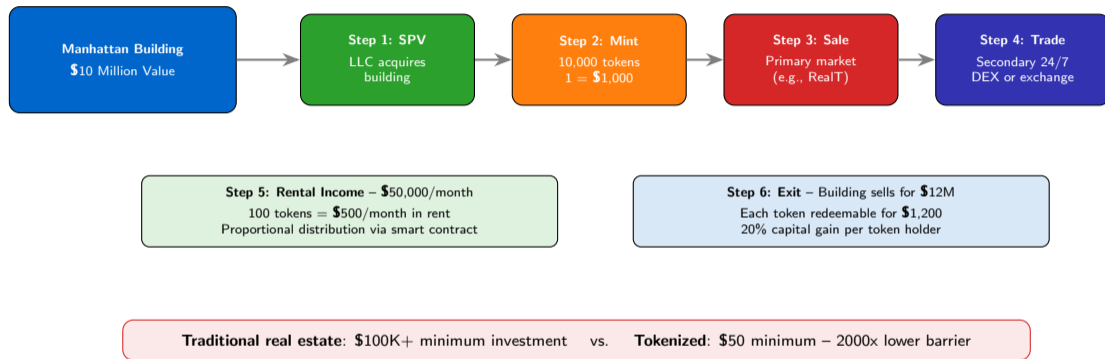 Manhattan Building
$10 Million Value
Step 1: SPV
LLC acquires
building
Step 2: Mint
10,000 tokens
1 = $1,000
Step 3: Sale
Primary market
(e.g., RealT)
Step 4: Trade
Secondary 24/7
DEX or exchange
Step 5: Rental Income – $50,000/month
100 tokens = $500/month in rent
Proportional distribution via smart contract
Step 6: Exit – Building sells for $12M
Each token redeemable for $1,200
20% capital gain per token holder
Traditional real estate: $100K+ minimum investment vs. Tokenized: $50 minimum – 2000x lower barrier